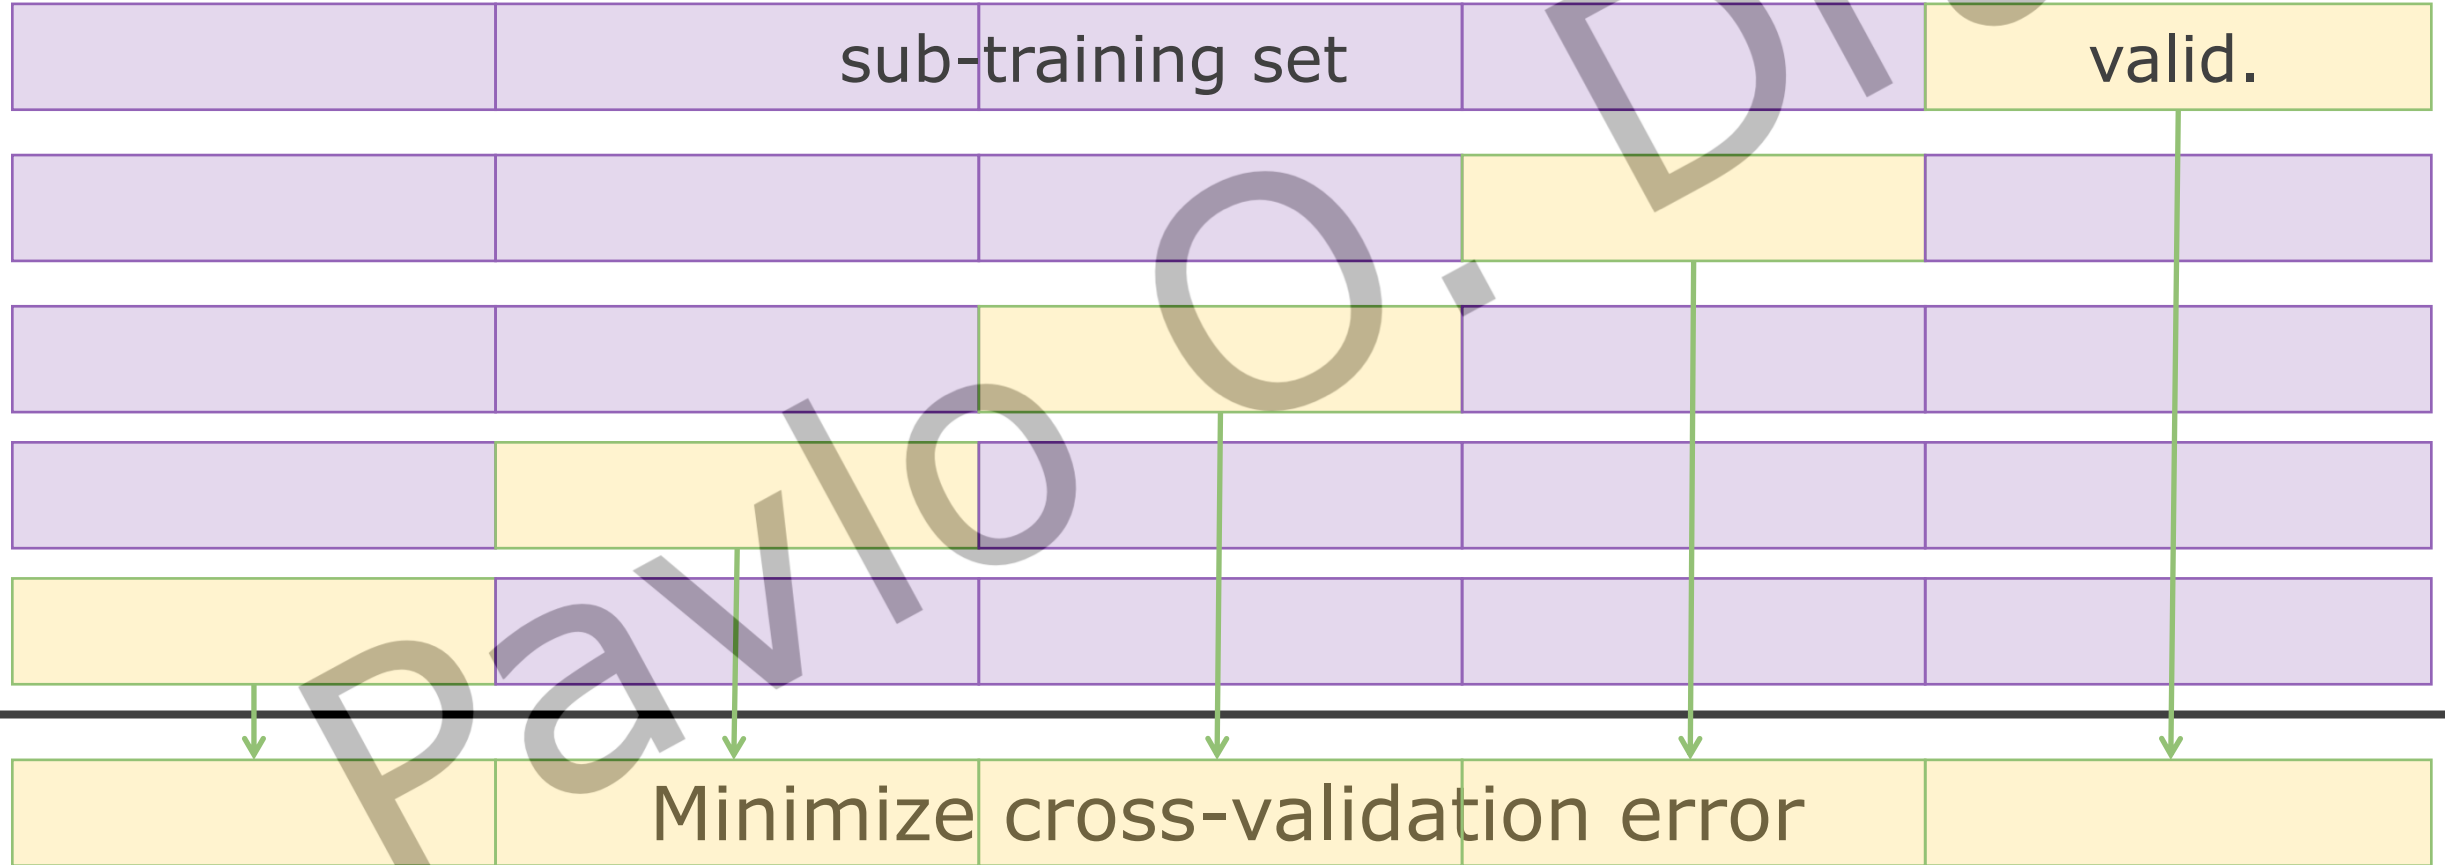 sub-training set
valid.
Minimize cross-validation error
Pavlo O.